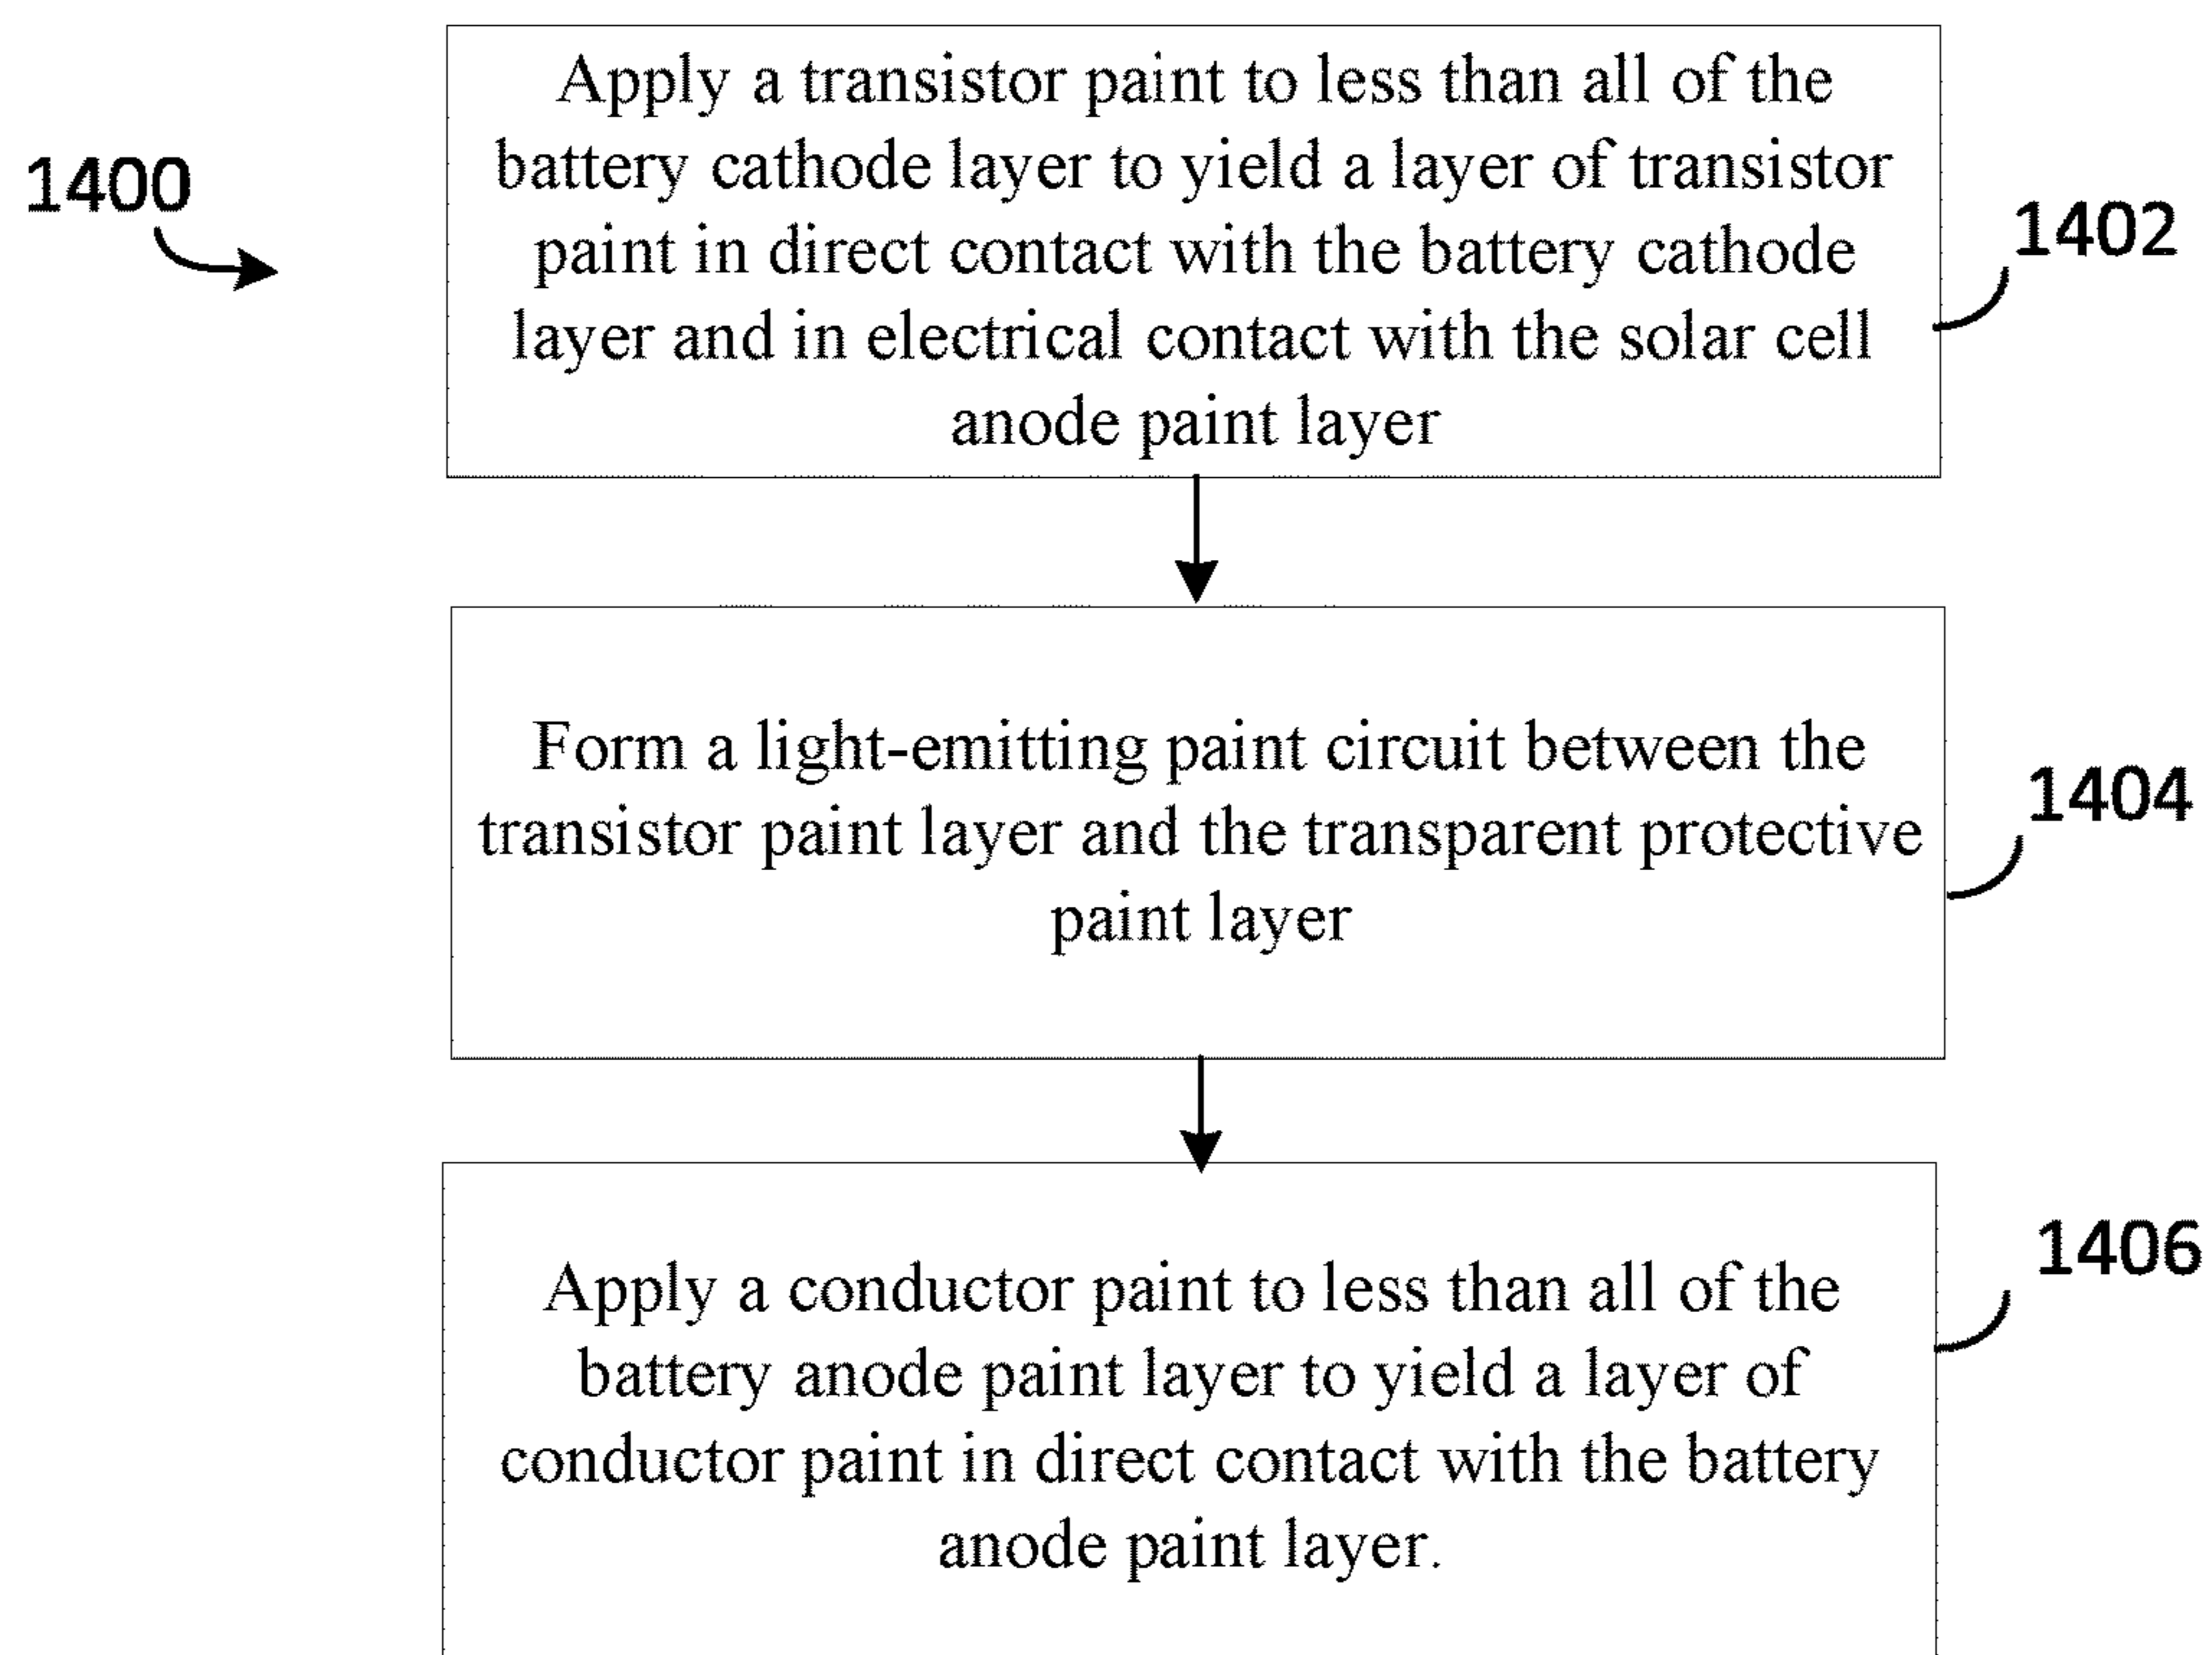 1400
Apply a transistor paint to less than all of the
battery cathode layer to yield a layer of transistor
paint in direct contact with the battery cathode
layer and in electrical contact with the solar cell
anode paint layer
1402
Form a light-emitting paint circuit between the
transistor paint layer and the transparent protective
paint layer
1404
Apply a conductor paint to less than all of the
battery anode paint layer to yield a layer of
conductor paint in direct contact with the battery
anode paint layer.
1406